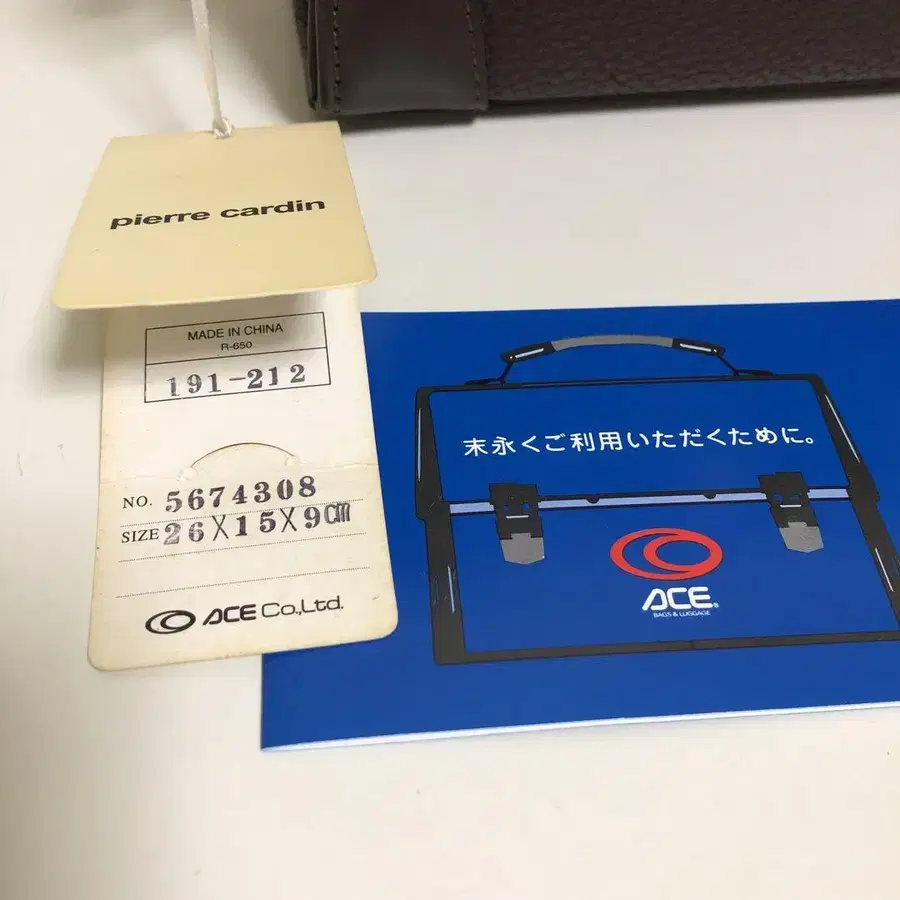 pierre cardin
MADE IN CHINA
R-650
191-212
NO. 5674308
SIZE 26X15X9cm
ACE Co.,Ltd.
末永くご利用いただくために。
ACE®
BAGS & LUGGAGE